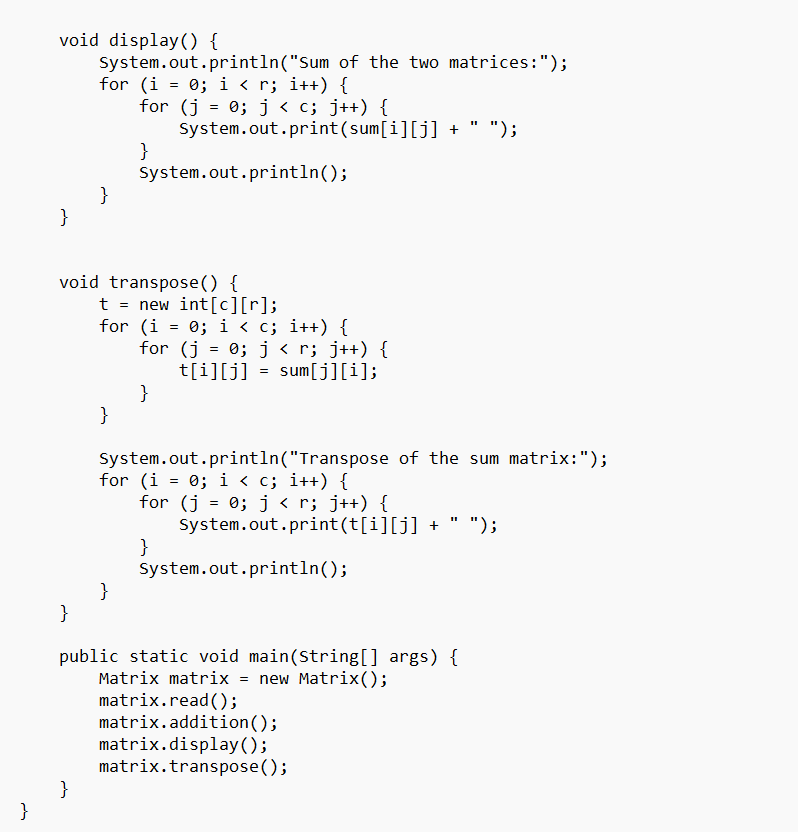 void display() {
        System.out.println("Sum of the two matrices:");
        for (i = 0; i < r; i++) {
            for (j = 0; j < c; j++) {
                System.out.print(sum[i][j] + " ");
            }
            System.out.println();
        }
    }

    void transpose() {
        t = new int[c][r];
        for (i = 0; i < c; i++) {
            for (j = 0; j < r; j++) {
                t[i][j] = sum[j][i];
            }
        }

        System.out.println("Transpose of the sum matrix:");
        for (i = 0; i < c; i++) {
            for (j = 0; j < r; j++) {
                System.out.print(t[i][j] + " ");
            }
            System.out.println();
        }
    }

    public static void main(String[] args) {
        Matrix matrix = new Matrix();
        matrix.read();
        matrix.addition();
        matrix.display();
        matrix.transpose();
    }
}